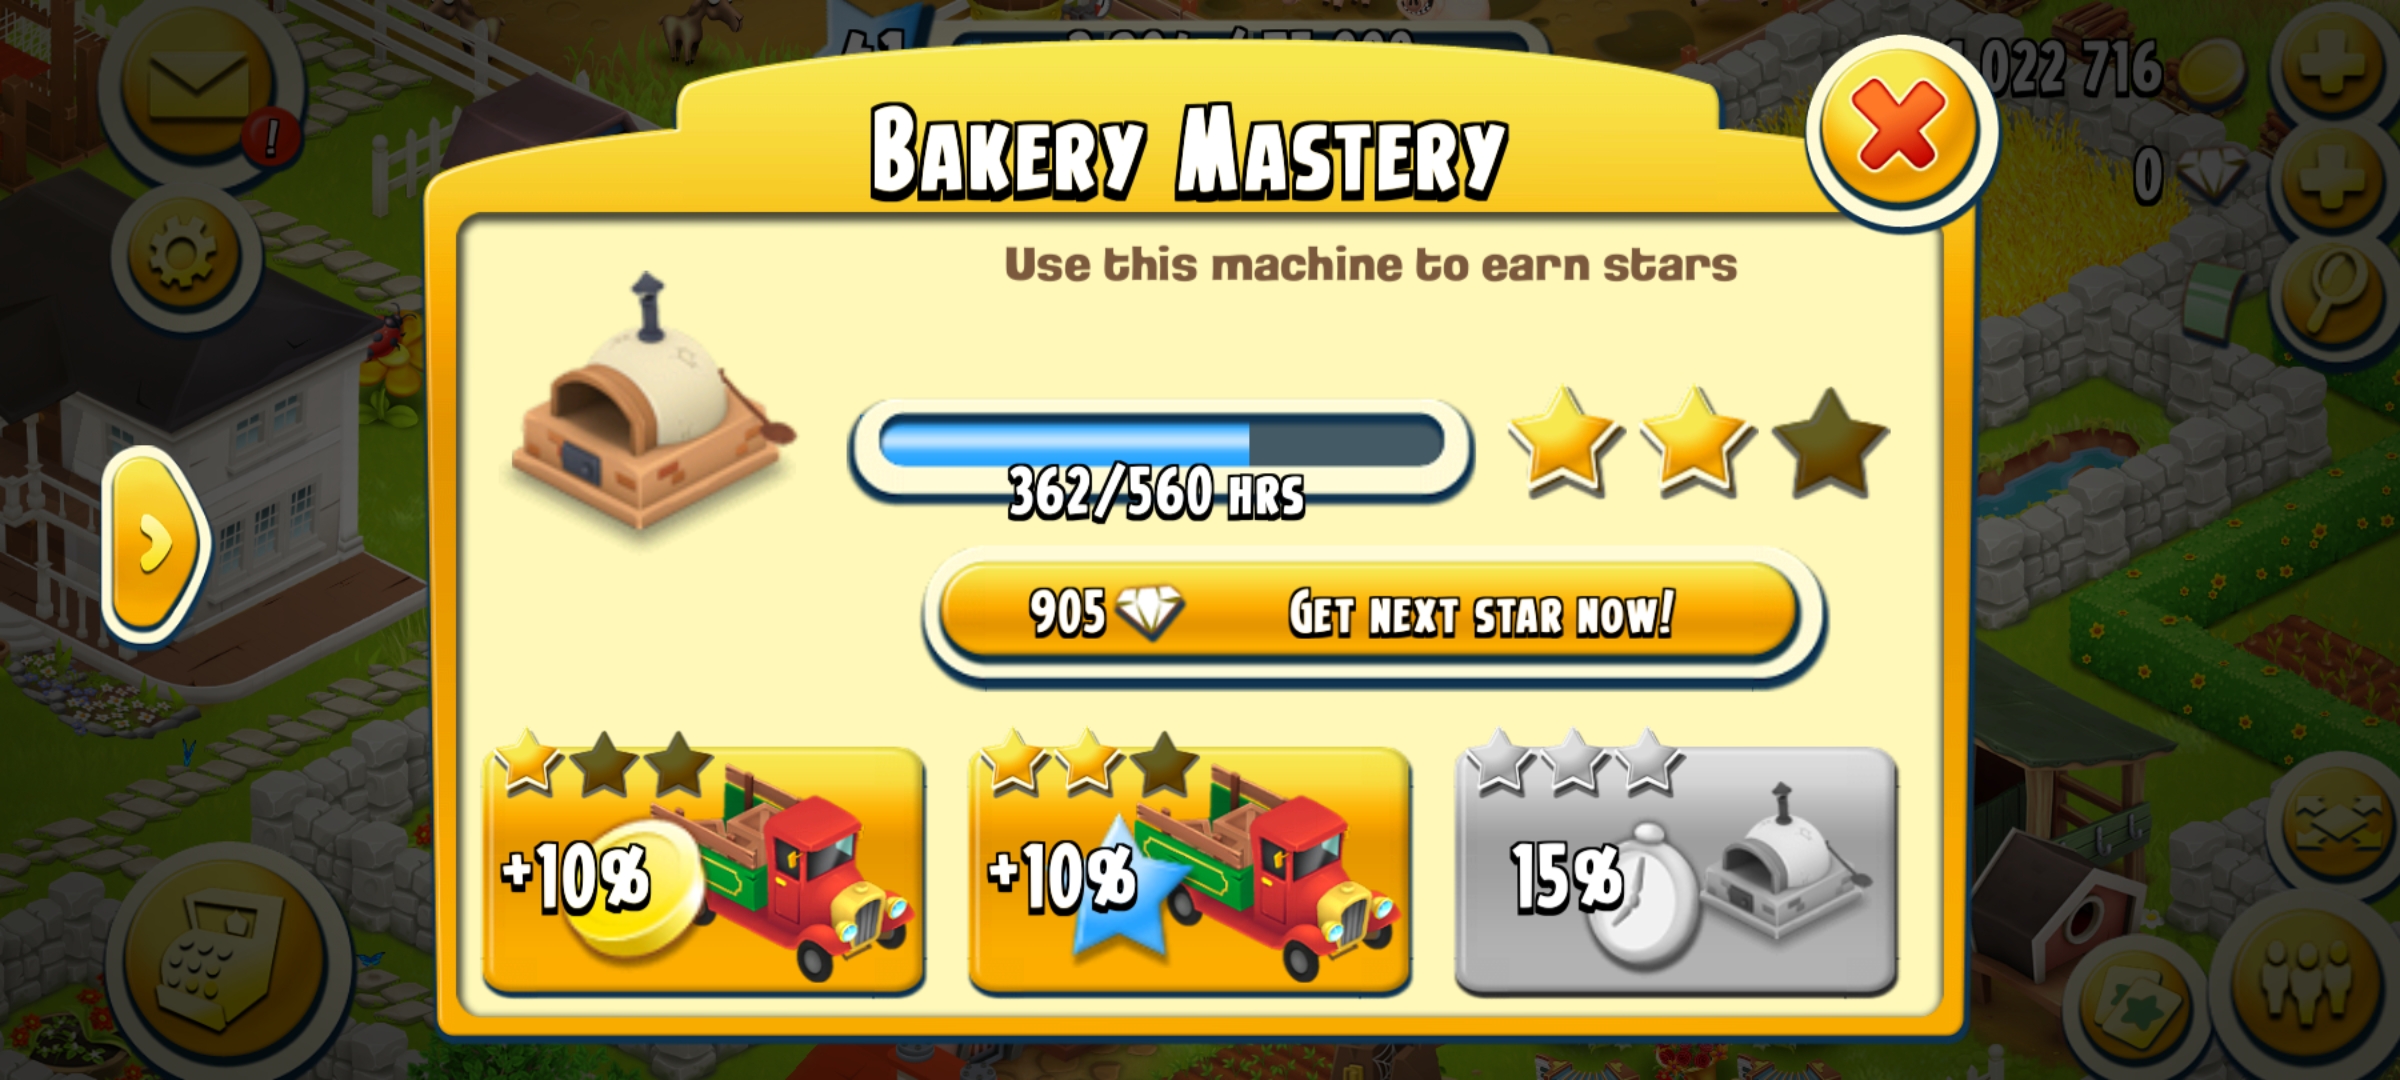 BAKERY MASTERY
022 716
0
Use this machine to earn stars
362/560 HRS
905 GET NEXT STAR NOW!
+10% +10% 15%
!